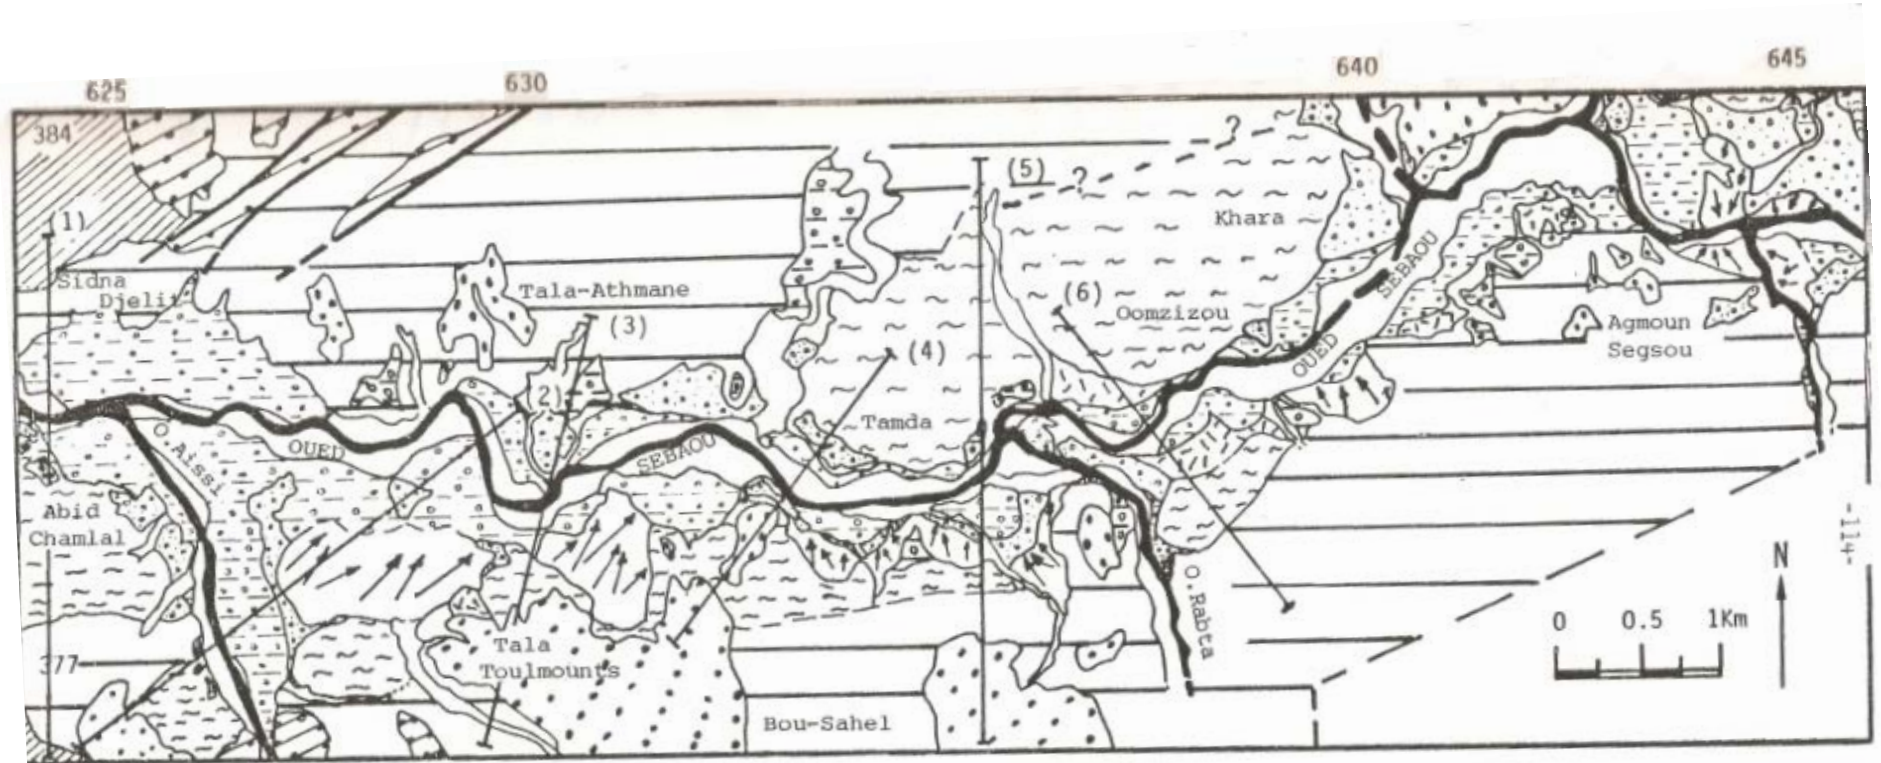 625
630
640
645
384
(1)
Sidna
Djelit
Tala-Athmane
(3)
(2)
(5)
?
?
Khara
(6)
Oomzizou
(4)
Tamda
SEBAOU
OUED
Agmoun
Segsou
OUED
SEBAOU
O. Aissi
Abid
Chamlal
377
Tala
Toulmounts
Bou-Sahel
O. Rabta
N
0 0.5 1Km